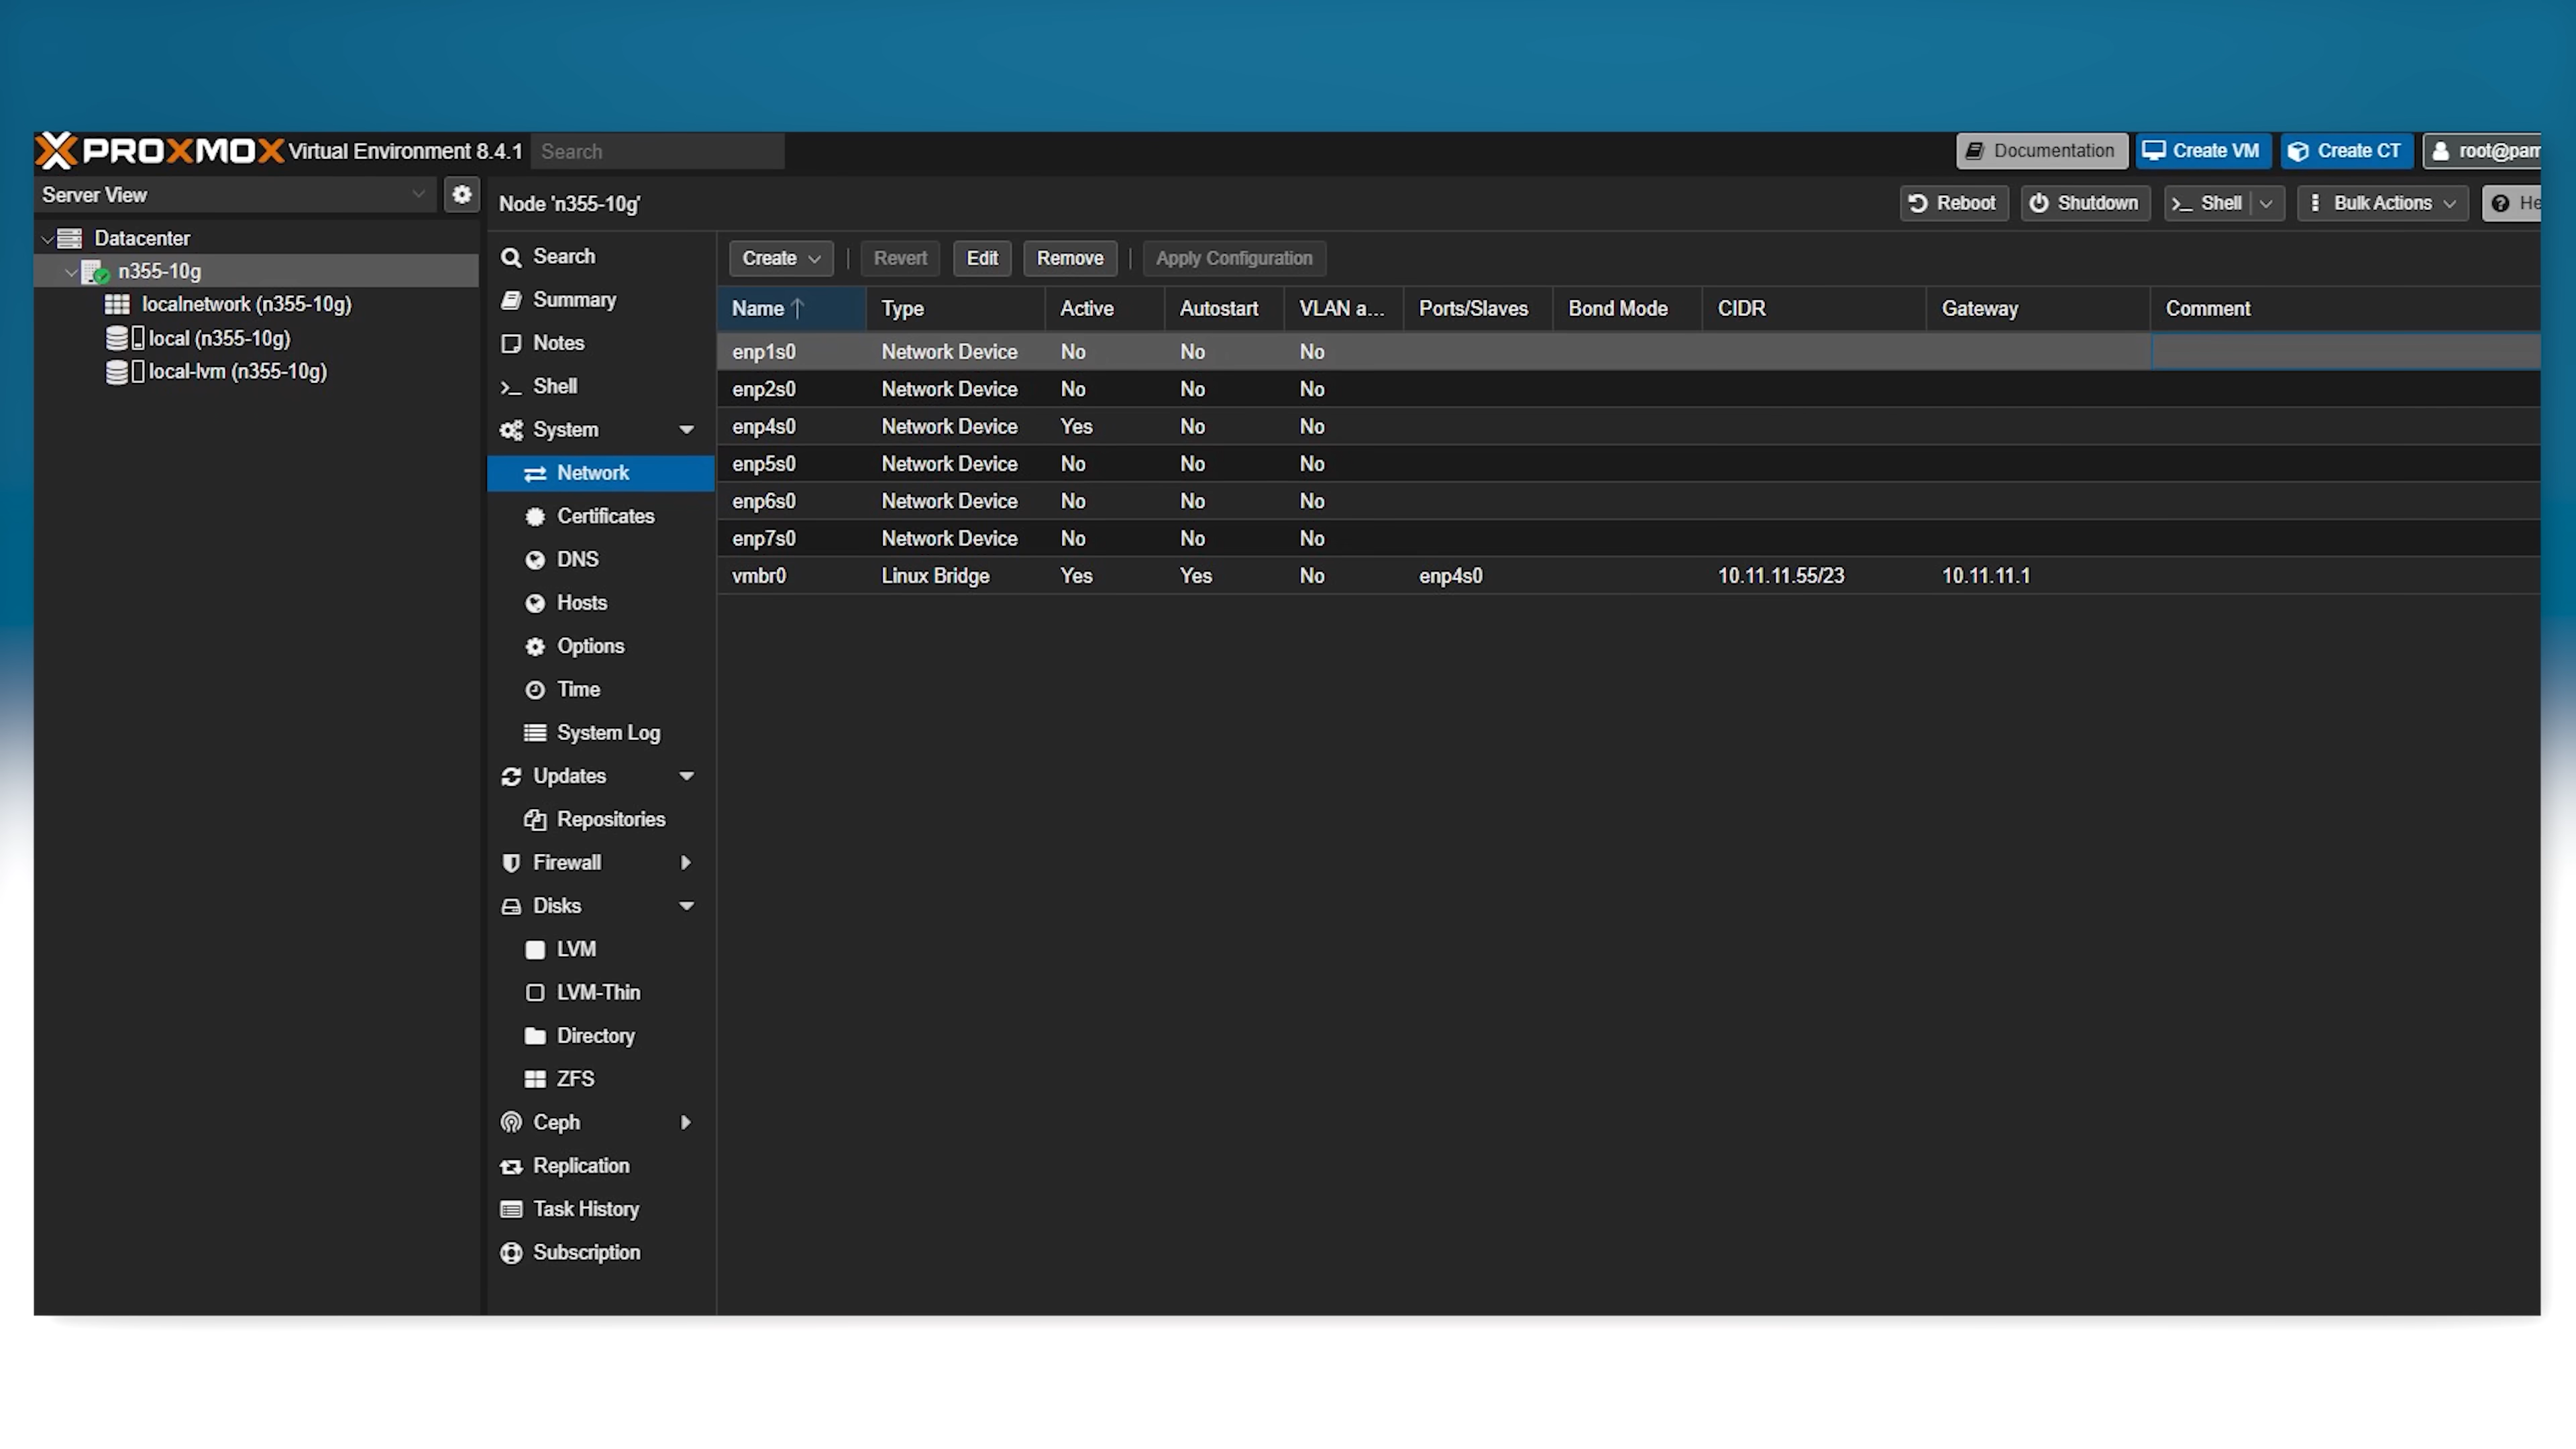 PROXMOX Virtual Environment 8.4.1 Search Documentation Create VM Create CT root@pam
Server View
Node 'n355-10g' Reboot Shutdown Shell Bulk Actions He
Datacenter
n355-10g
localnetwork (n355-10g)
local (n355-10g)
local-lvm (n355-10g)
Search
Summary
Notes
Shell
System
Network
Certificates
DNS
Hosts
Options
Time
System Log
Updates
Repositories
Firewall
Disks
LVM
LVM-Thin
Directory
ZFS
Ceph
Replication
Task History
Subscription
Create Revert Edit Remove Apply Configuration
Name Type Active Autostart VLAN a... Ports/Slaves Bond Mode CIDR Gateway Comment
enp1s0 Network Device No No No
enp2s0 Network Device No No No
enp4s0 Network Device Yes No No
enp5s0 Network Device No No No
enp6s0 Network Device No No No
enp7s0 Network Device No No No
vmbr0 Linux Bridge Yes Yes No enp4s0 10.11.11.55/23 10.11.11.1